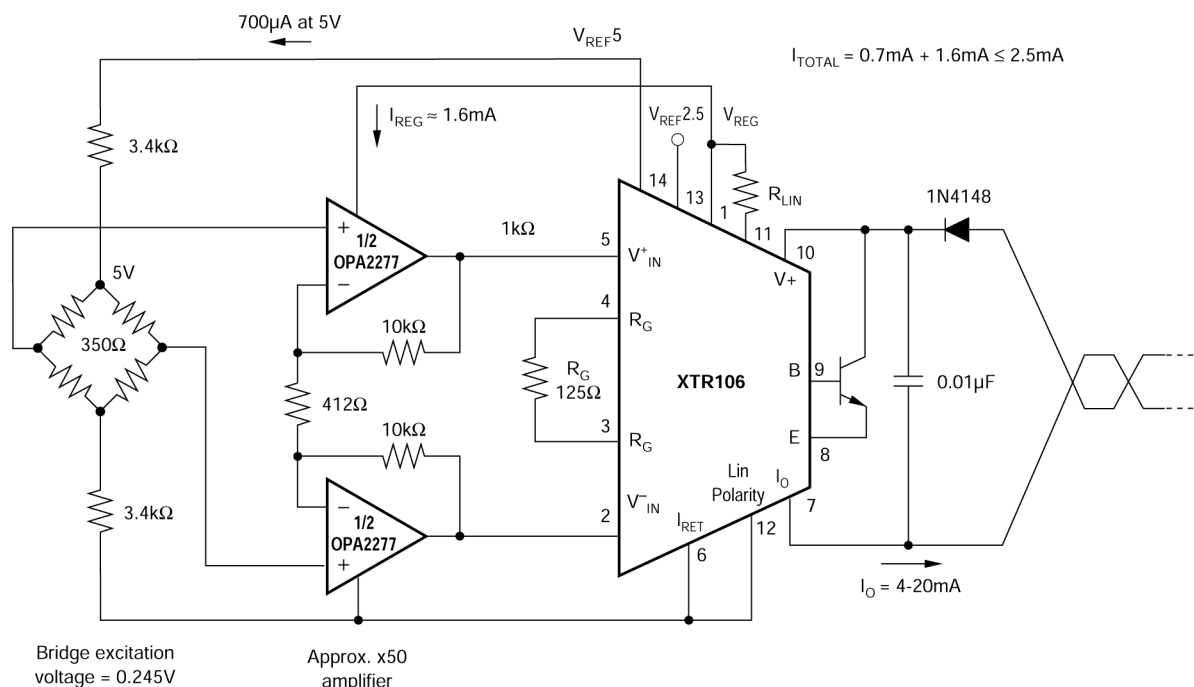 700µA at 5V
V_REF5
I_TOTAL = 0.7mA + 1.6mA ≤ 2.5mA
I_REG ≈ 1.6mA
V_REF2.5
V_REG
3.4kΩ
14
13
1
R_LIN
11
1N4148
10
V+
+
1/2
OPA2277
−
1kΩ
5
V⁺_IN
5V
350Ω
4
R_G
10kΩ
R_G
125Ω
XTR106
B
9
0.01µF
412Ω
10kΩ
3
R_G
E
8
3.4kΩ
−
1/2
OPA2277
+
2
V⁻_IN
Lin
Polarity
I_O
7
I_RET
12
6
I_O = 4-20mA
Bridge excitation
voltage = 0.245V
Approx. x50
amplifier